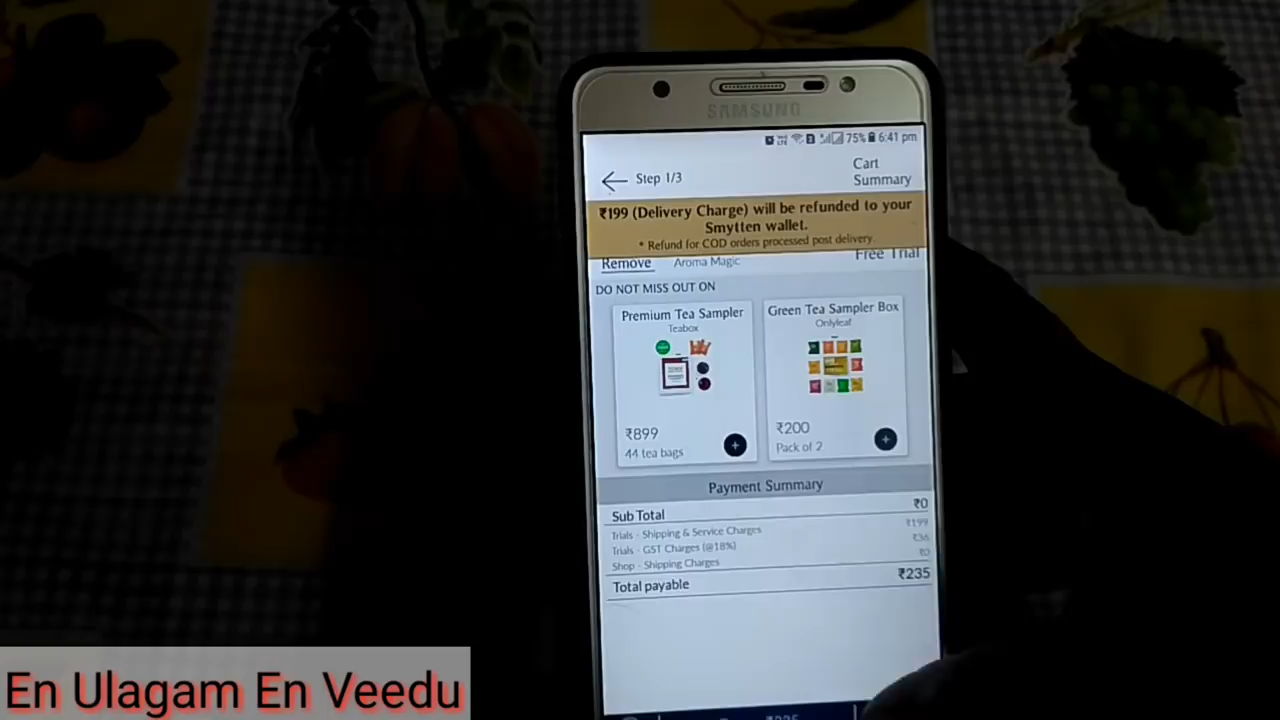 SAMSUNG
75% 6:41 pm
Step 1/3
Cart
Summary
₹199 (Delivery Charge) will be refunded to your
Smytten wallet.
* Refund for COD orders processed post delivery.
Remove Aroma Magic Free Trial
DO NOT MISS OUT ON
Premium Tea Sampler
Teabox
₹899
44 tea bags
Green Tea Sampler Box
Onlyleaf
₹200
Pack of 2
Payment Summary
Sub Total ₹0
Trials - Shipping & Service Charges ₹199
Trials - GST Charges (@18%) ₹36
Shop - Shipping Charges ₹0
Total payable ₹235
En Ulagam En Veedu